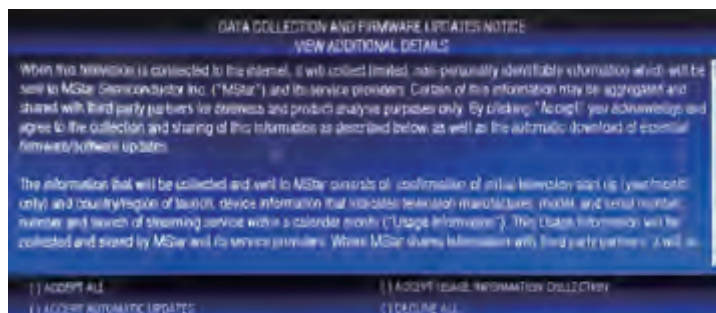 DATA COLLECTION AND FIRMWARE UPDATES NOTICE
VIEW ADDITIONAL DETAILS
When this television is connected to the internet, it will collect limited, non-personally identifiable information which will be
sent to MStar Semiconductor Inc. ("MStar") and its service providers. Certain of this information may be aggregated and
shared with third party partners for business and product analysis purposes only. By clicking "Accept" you acknowledge and
agree to the collection and sharing of this information as described below, as well as the automatic download of essential
firmware/software updates.
The information that will be collected and sent to MStar consists of: confirmation of initial television start up (year/month
only) and country/region of launch, device information that includes television manufacturer, model, and serial number
number and launch of streaming service within a calendar month ("Usage Information"). This Usage Information will be
collected and stored by MStar and its service providers. Where MStar shares information with third party partners, it will
( ) ACCEPT ALL
( ) ACCEPT USAGE INFORMATION COLLECTION
( ) ACCEPT AUTOMATIC UPDATES
( ) DECLINE ALL